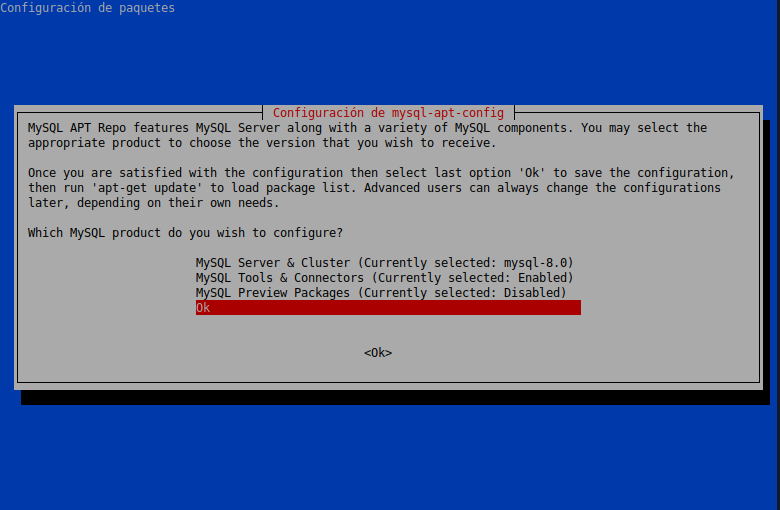 Configuración de paquetes
Configuración de mysql-apt-config
MySQL APT Repo features MySQL Server along with a variety of MySQL components. You may select the
appropriate product to choose the version that you wish to receive.
Once you are satisfied with the configuration then select last option 'Ok' to save the configuration,
then run 'apt-get update' to load package list. Advanced users can always change the configurations
later, depending on their own needs.
Which MySQL product do you wish to configure?
MySQL Server & Cluster (Currently selected: mysql-8.0)
MySQL Tools & Connectors (Currently selected: Enabled)
MySQL Preview Packages (Currently selected: Disabled)
Ok
<Ok>